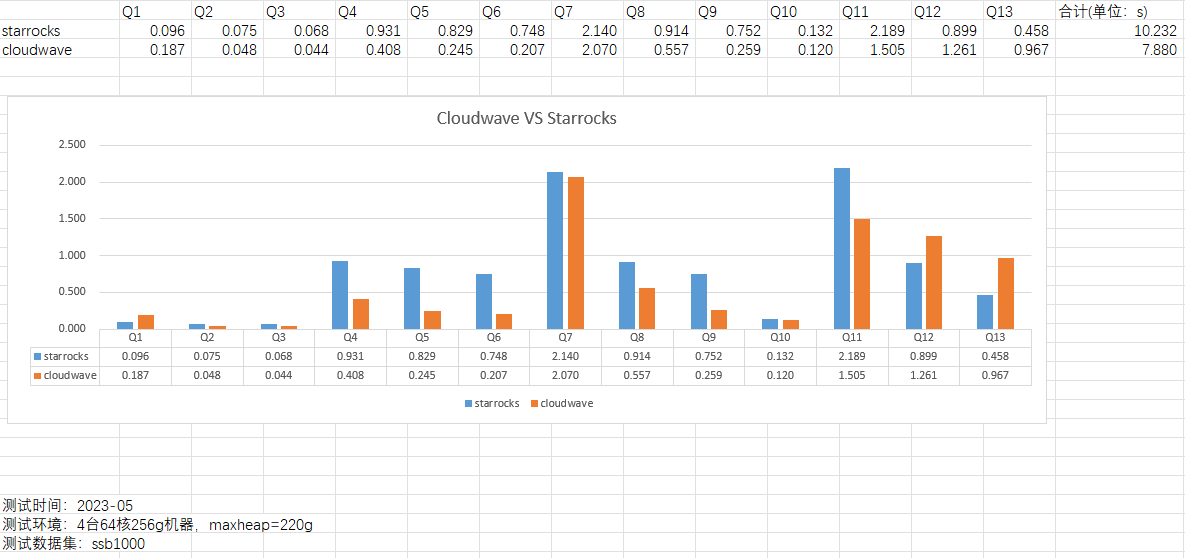 Q1 Q2 Q3 Q4 Q5 Q6 Q7 Q8 Q9 Q10 Q11 Q12 Q13 合计(单位：s)
starrocks 0.096 0.075 0.068 0.931 0.829 0.748 2.140 0.914 0.752 0.132 2.189 0.899 0.458 10.232
cloudwave 0.187 0.048 0.044 0.408 0.245 0.207 2.070 0.557 0.259 0.120 1.505 1.261 0.967 7.880
Cloudwave VS Starrocks
2.500
2.000
1.500
1.000
0.500
0.000
Q1 Q2 Q3 Q4 Q5 Q6 Q7 Q8 Q9 Q10 Q11 Q12 Q13
starrocks 0.096 0.075 0.068 0.931 0.829 0.748 2.140 0.914 0.752 0.132 2.189 0.899 0.458
cloudwave 0.187 0.048 0.044 0.408 0.245 0.207 2.070 0.557 0.259 0.120 1.505 1.261 0.967
starrocks cloudwave
测试时间：2023-05
测试环境：4台64核256g机器，maxheap=220g
测试数据集：ssb1000